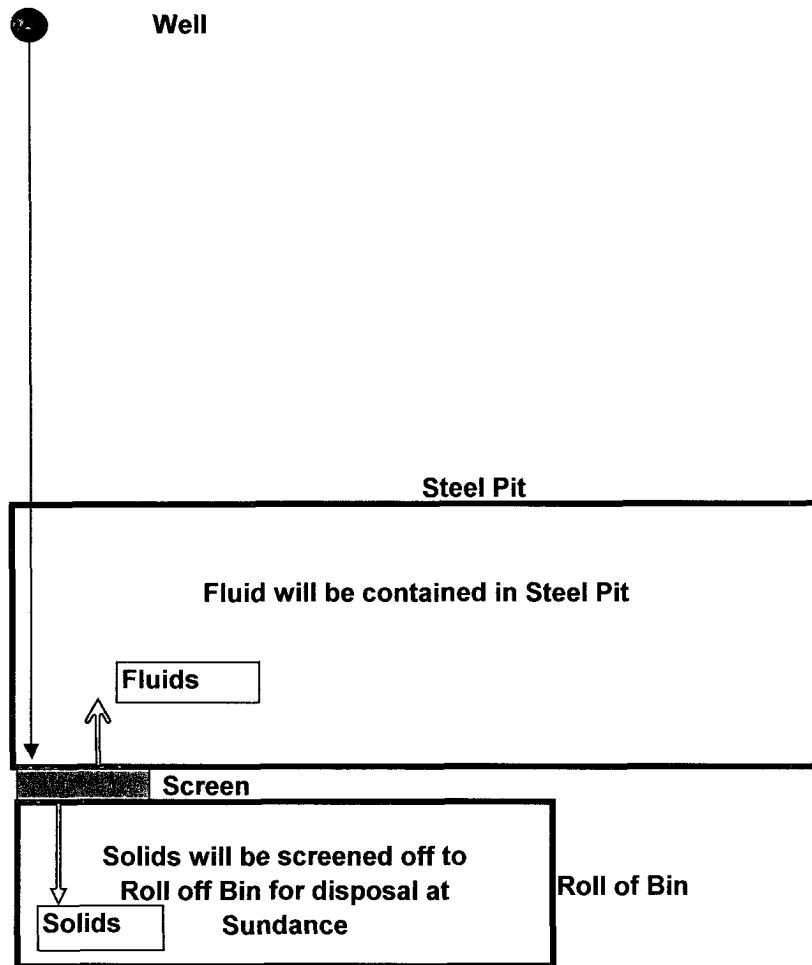 Well
Steel Pit
Fluid will be contained in Steel Pit
Fluids
Screen
Solids will be screened off to
Roll off Bin for disposal at
Sundance
Roll of Bin
Solids